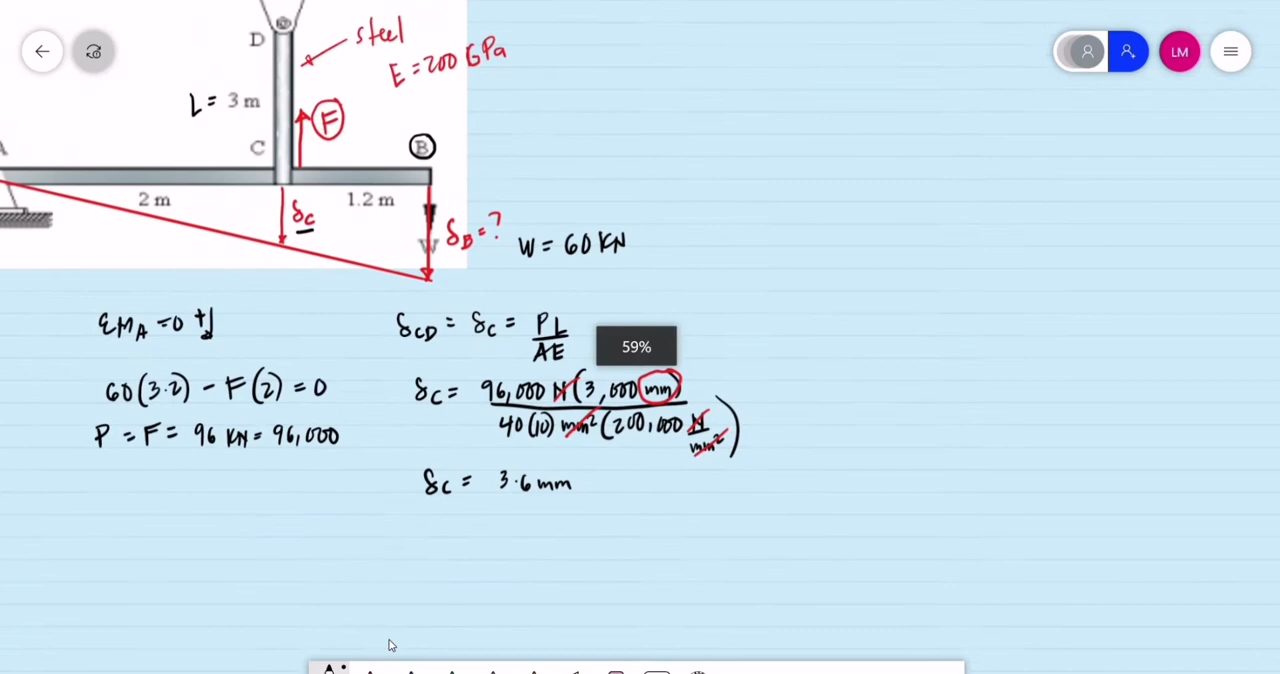 D
steel
E = 200 GPa
L = 3 m
F
C
B
A
2 m
1.2 m
δc
δB = ?
W
W = 60 KN
ΣMA = 0
60(3.2) - F(2) = 0
P = F = 96 KN = 96,000
δCD = δC = PL
AE
59%
δC = 96,000 N (3,000 mm)
40(10) mm² (200,000 N
mm²)
δC = 3.6 mm
LM